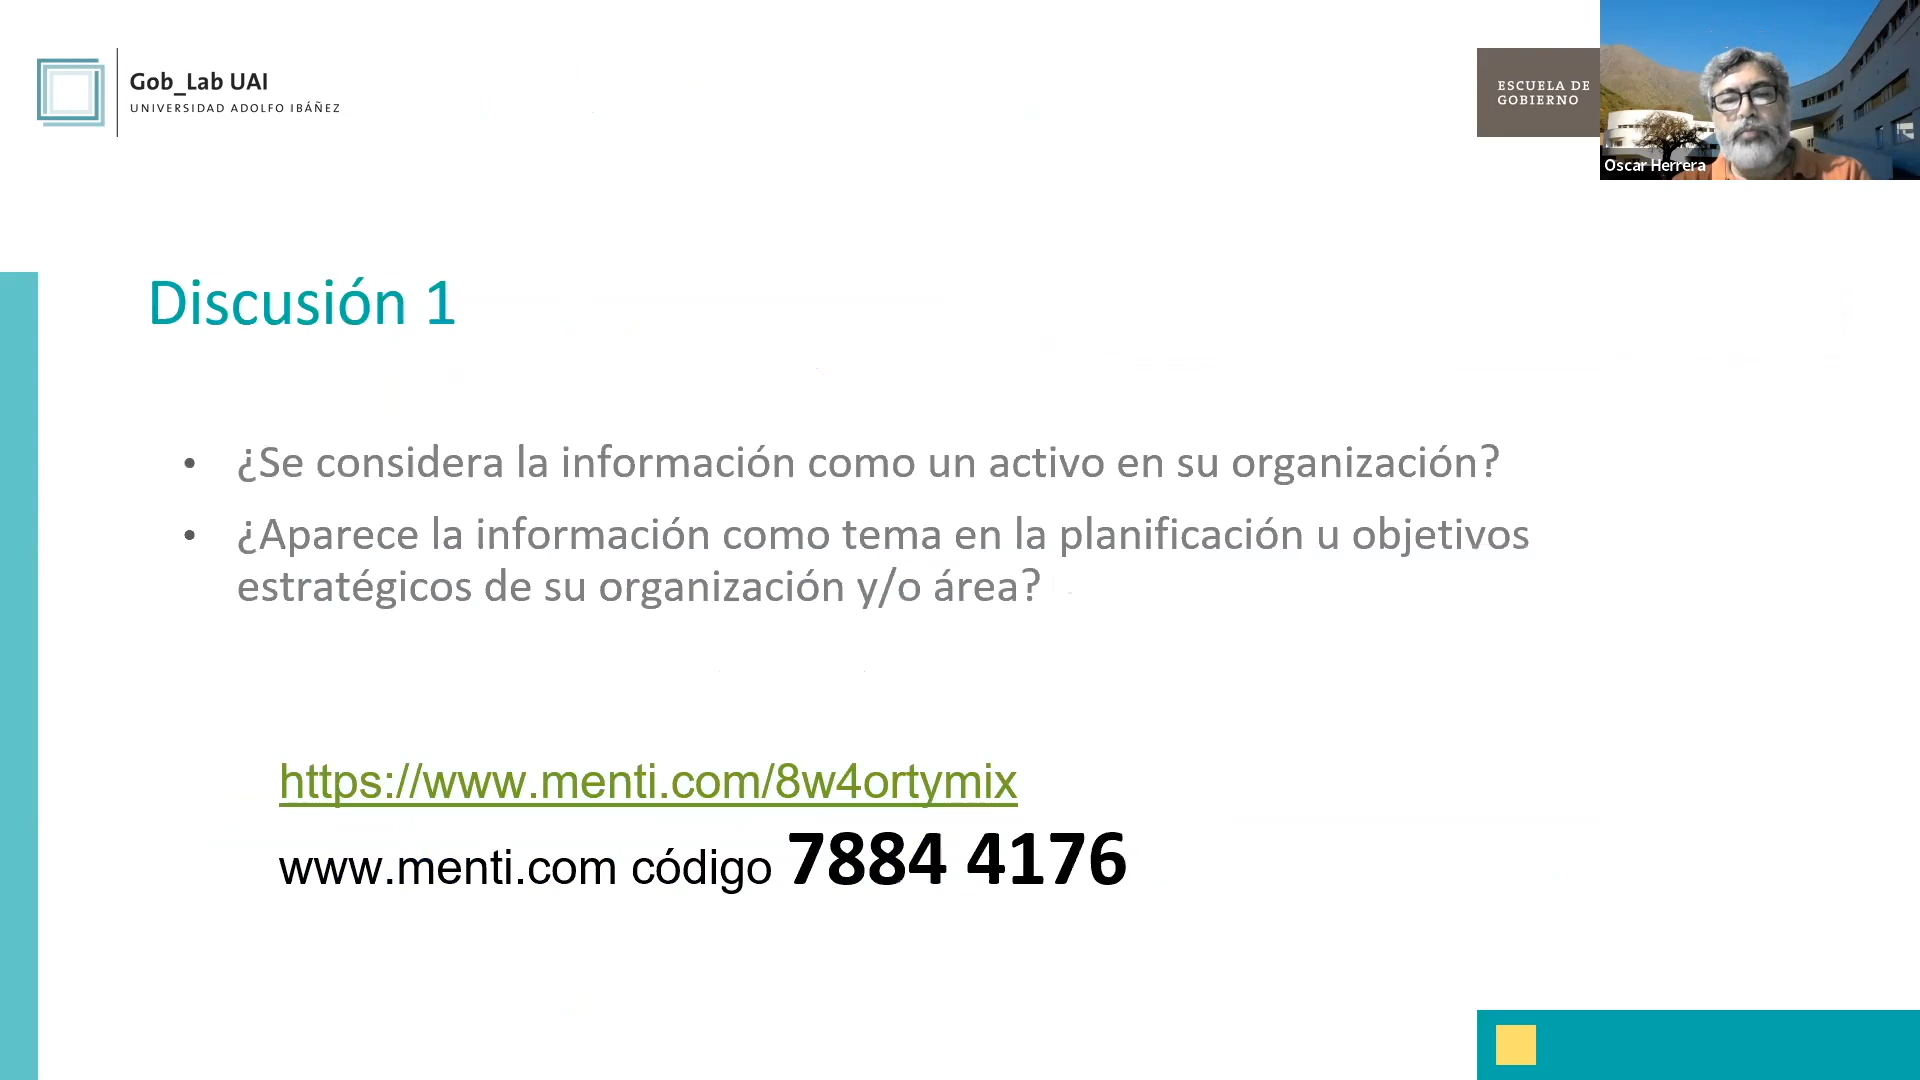 Gob_Lab UAI
UNIVERSIDAD ADOLFO IBÁÑEZ
ESCUELA DE
GOBIERNO
Oscar Herrera
Discusión 1
• ¿Se considera la información como un activo en su organización?
• ¿Aparece la información como tema en la planificación u objetivos
estratégicos de su organización y/o área?
https://www.menti.com/8w4ortymix
www.menti.com código 7884 4176